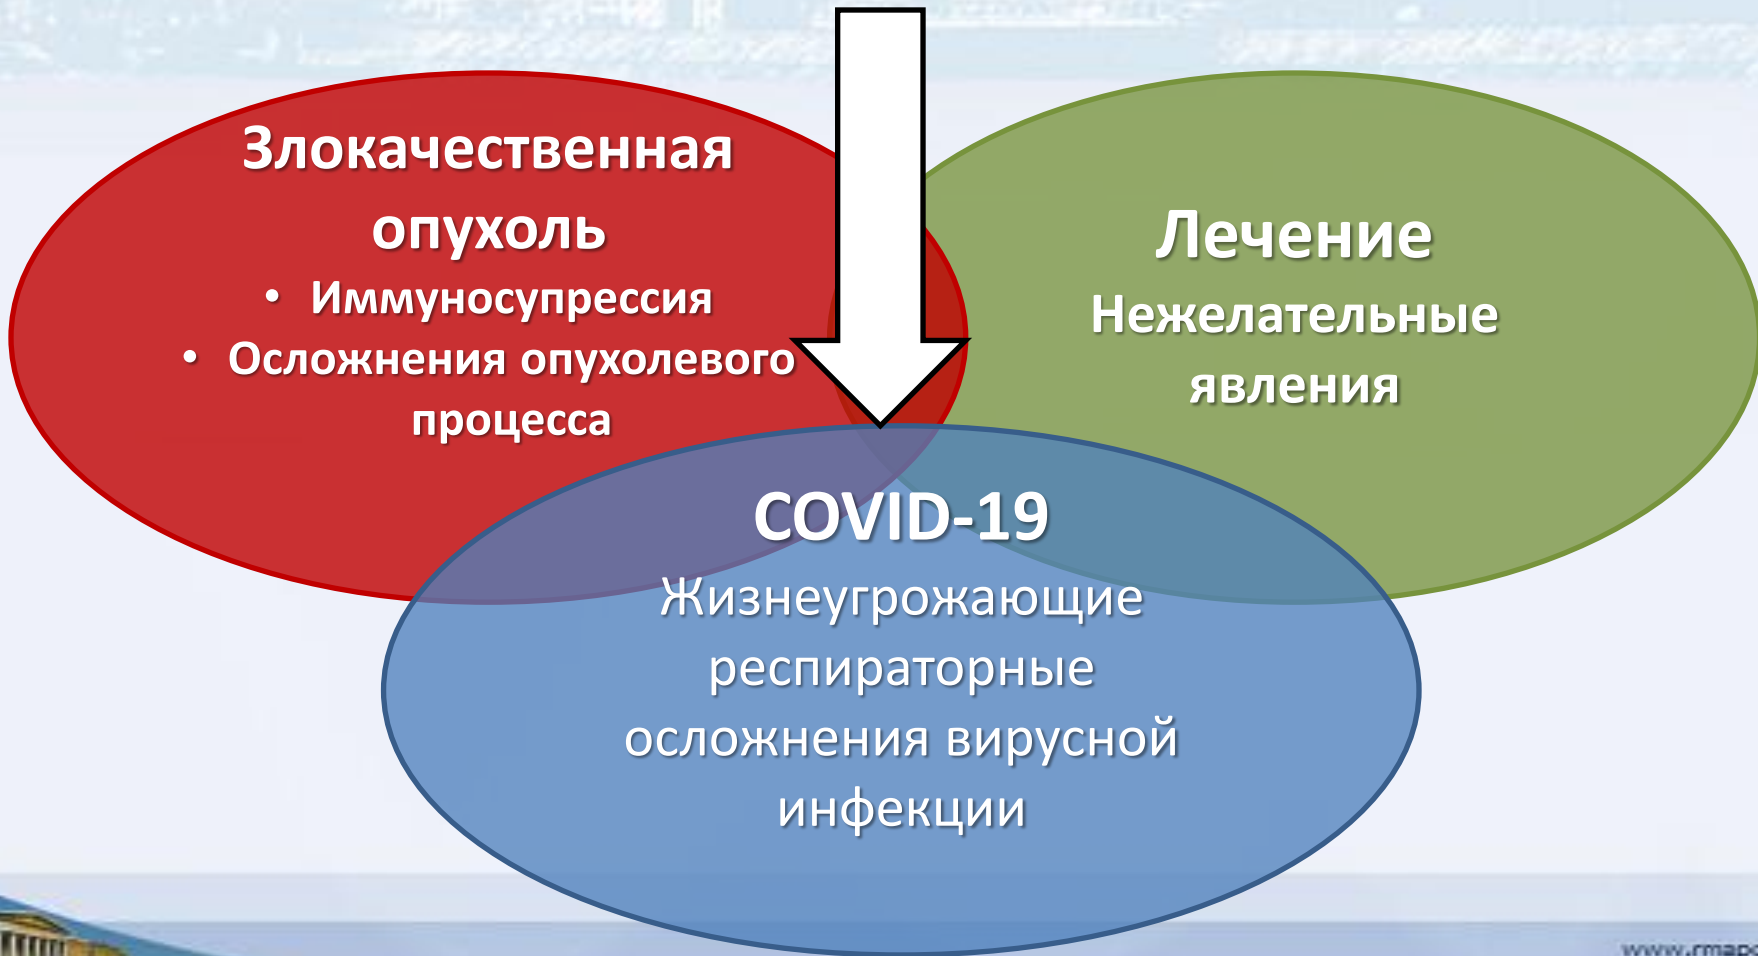 Злокачественная
опухоль
• Иммуносупрессия
• Осложнения опухолевого
процесса
Лечение
Нежелательные
явления
COVID-19
Жизнеугрожающие
респираторные
осложнения вирусной
инфекции